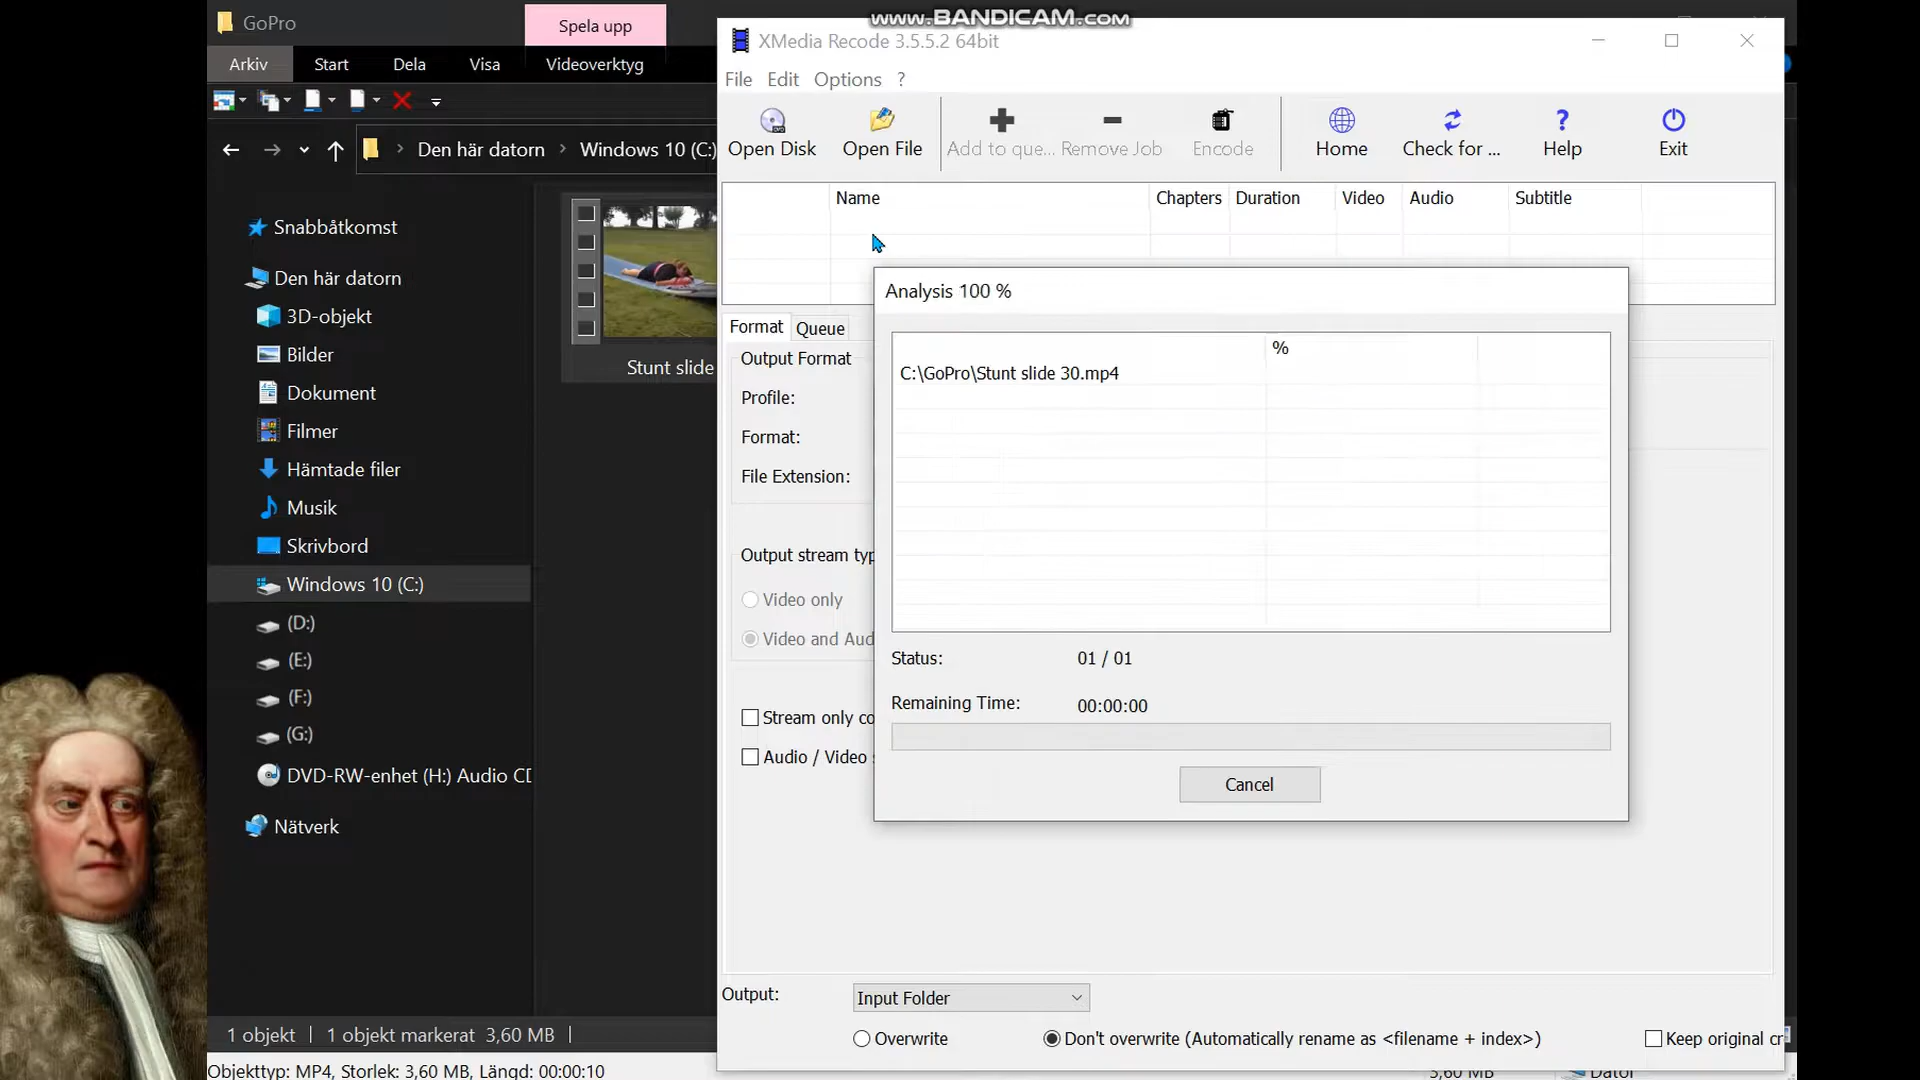 www.BANDICAM.com
GoPro
Spela upp
Arkiv Start Dela Visa Videoverktyg
Den här datorn Windows 10 (C:)
Snabbåtkomst
Den här datorn
3D-objekt
Bilder
Dokument
Filmer
Hämtade filer
Musik
Skrivbord
Windows 10 (C:)
(D:)
(E:)
(F:)
(G:)
DVD-RW-enhet (H:) Audio CD
Nätverk
Stunt slide
1 objekt 1 objekt markerat 3,60 MB
Objekttyp: MP4, Storlek: 3,60 MB, Längd: 00:00:10
XMedia Recode 3.5.5.2 64bit
File Edit Options ?
Open Disk Open File Add to que... Remove Job Encode Home Check for ... Help Exit
Name Chapters Duration Video Audio Subtitle
Format Queue
Output Format
Profile:
Format:
File Extension:
Output stream typ
Video only
Video and Aud
Stream only co
Audio / Video s
Analysis 100 %
%
C:\GoPro\Stunt slide 30.mp4
Status: 01 / 01
Remaining Time: 00:00:00
Cancel
Output: Input Folder
Overwrite Don't overwrite (Automatically rename as <filename + index>) Keep original cr
3,60 MB Dator